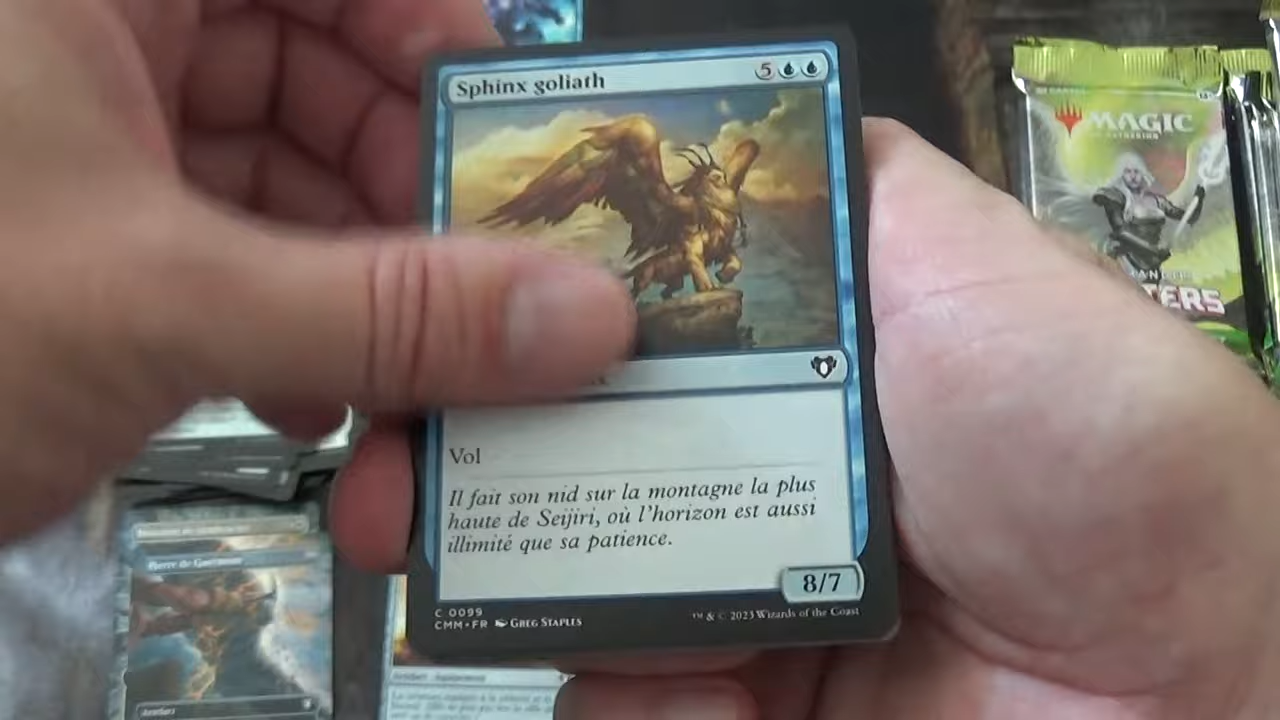 Sphinx goliath
5
Vol
Il fait son nid sur la montagne la plus
haute de Seijiri, où l'horizon est aussi
illimité que sa patience.
8/7
C 0099
CMM • FR GREG STAPLES
™ & © 2023 Wizards of the Coast
MAGIC
Pierre de